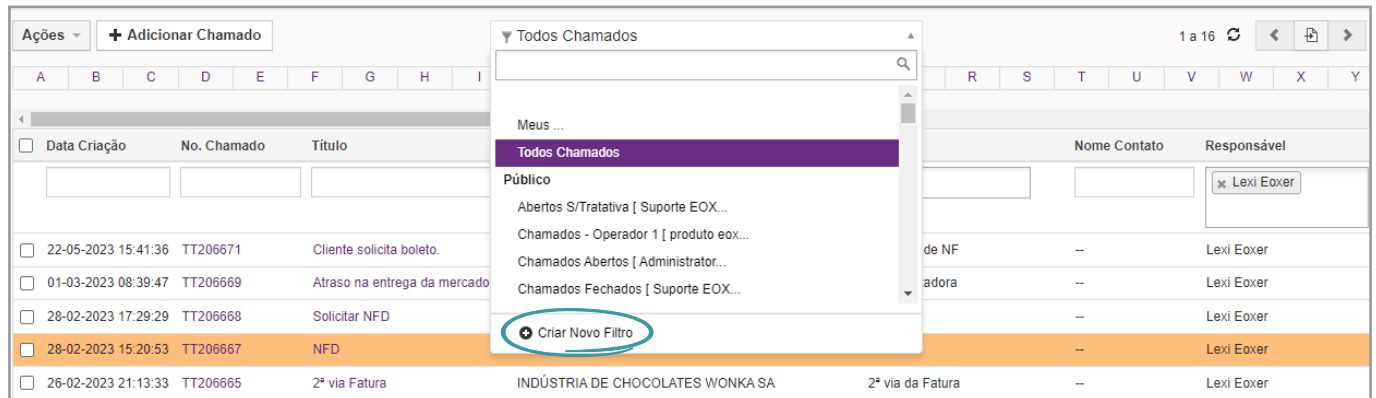 Ações + Adicionar Chamado Todos Chamados 1 a 16
A B C D E F G H I R S T U V W X Y
Meus ...
Data Criação No. Chamado Título Nome Contato Responsável
Todos Chamados
Público
Lexi Eoxer
Abertos S/Tratativa [ Suporte EOX...
Chamados - Operador 1 [ produto eox...
22-05-2023 15:41:36 TT206671 Cliente solicita boleto. de NF -- Lexi Eoxer
Chamados Abertos [ Administrator...
01-03-2023 08:39:47 TT206669 Atraso na entrega da mercado adora -- Lexi Eoxer
Chamados Fechados [ Suporte EOX...
28-02-2023 17:29:29 TT206668 Solicitar NFD -- Lexi Eoxer
Criar Novo Filtro
28-02-2023 15:20:53 TT206667 NFD -- Lexi Eoxer
26-02-2023 21:13:33 TT206665 2ª via Fatura INDÚSTRIA DE CHOCOLATES WONKA SA 2ª via da Fatura -- Lexi Eoxer